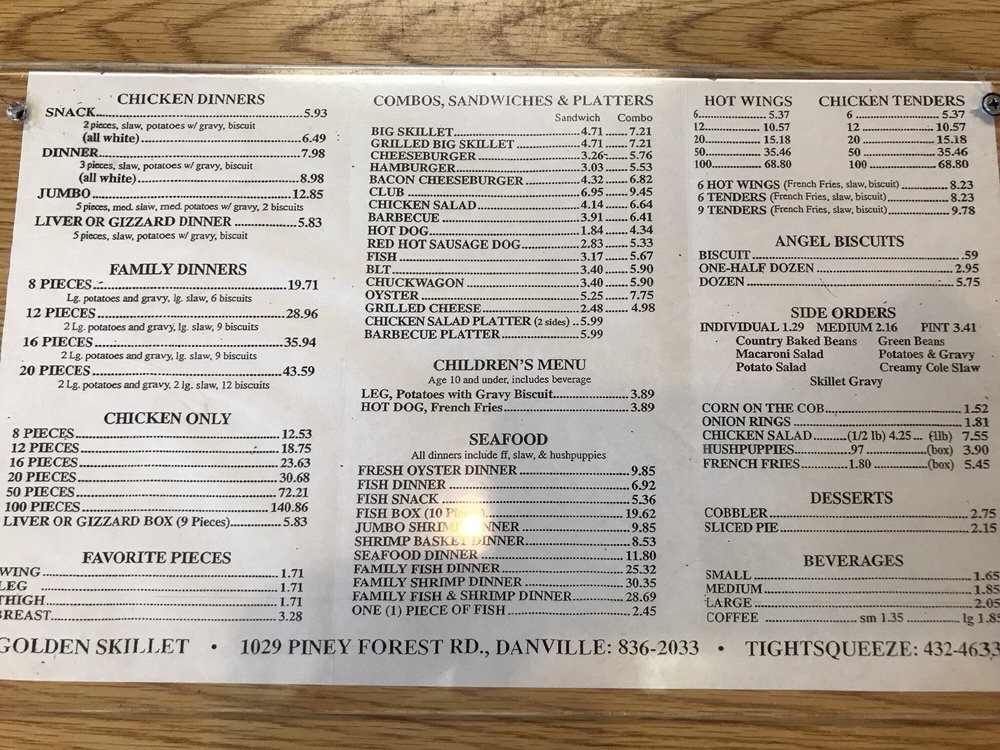 CHICKEN DINNERS
SNACK 5.93
2 pieces, slaw, potatoes w/ gravy, biscuit
(all white) 6.49
DINNER 7.98
3 pieces, slaw, potatoes w/ gravy, biscuit
(all white) 8.98
JUMBO 12.85
5 pieces, med. slaw, med. potatoes w/ gravy, 2 biscuits
LIVER OR GIZZARD DINNER 5.83
5 pieces, slaw, potatoes w/ gravy, biscuit
FAMILY DINNERS
8 PIECES 19.71
Lg. potatoes and gravy, lg. slaw, 6 biscuits
12 PIECES 28.96
2 Lg. potatoes and gravy, lg. slaw, 9 biscuits
16 PIECES 35.94
2 Lg. potatoes and gravy, lg. slaw, 9 biscuits
20 PIECES 43.59
2 Lg. potatoes and gravy, 2 lg. slaw, 12 biscuits
CHICKEN ONLY
8 PIECES 12.53
12 PIECES 18.75
16 PIECES 23.63
20 PIECES 30.68
50 PIECES 72.21
100 PIECES 140.86
LIVER OR GIZZARD BOX (9 Pieces) 5.83
FAVORITE PIECES
WING 1.71
LEG 1.71
THIGH 1.71
BREAST 3.28
COMBOS, SANDWICHES & PLATTERS
Sandwich Combo
BIG SKILLET 4.71 7.21
GRILLED BIG SKILLET 4.71 7.21
CHEESEBURGER 3.26 5.76
HAMBURGER 3.03 5.53
BACON CHEESEBURGER 4.32 6.82
CLUB 6.95 9.45
CHICKEN SALAD 4.14 6.64
BARBECUE 3.91 6.41
HOT DOG 1.84 4.34
RED HOT SAUSAGE DOG 2.83 5.33
FISH 3.17 5.67
BLT 3.40 5.90
CHUCKWAGON 3.40 5.90
OYSTER 5.25 7.75
GRILLED CHEESE 2.48 4.98
CHICKEN SALAD PLATTER (2 sides) 5.99
BARBECUE PLATTER 5.99
CHILDREN'S MENU
Age 10 and under, includes beverage
LEG, Potatoes with Gravy Biscuit 3.89
HOT DOG, French Fries 3.89
SEAFOOD
All dinners include ff, slaw, & hushpuppies
FRESH OYSTER DINNER 9.85
FISH DINNER 6.92
FISH SNACK 5.36
FISH BOX (10 Pieces) 19.62
JUMBO SHRIMP DINNER 9.85
SHRIMP BASKET DINNER 8.53
SEAFOOD DINNER 11.80
FAMILY FISH DINNER 25.32
FAMILY SHRIMP DINNER 30.35
FAMILY FISH & SHRIMP DINNER 28.69
ONE (1) PIECE OF FISH 2.45
HOT WINGS CHICKEN TENDERS
6 5.37 6 5.37
12 10.57 12 10.57
20 15.18 20 15.18
50 35.46 50 35.46
100 68.80 100 68.80
6 HOT WINGS (French Fries, slaw, biscuit) 8.23
6 TENDERS (French Fries, slaw, biscuit) 8.23
9 TENDERS (French Fries, slaw, biscuit) 9.78
ANGEL BISCUITS
BISCUIT .59
ONE-HALF DOZEN 2.95
DOZEN 5.75
SIDE ORDERS
INDIVIDUAL 1.29 MEDIUM 2.16 PINT 3.41
Country Baked Beans Green Beans
Macaroni Salad Potatoes & Gravy
Potato Salad Creamy Cole Slaw
Skillet Gravy
CORN ON THE COB 1.52
ONION RINGS 1.81
CHICKEN SALAD (1/2 lb) 4.25 (1lb) 7.55
HUSHPUPPIES .97 (box) 3.90
FRENCH FRIES 1.80 (box) 5.45
DESSERTS
COBBLER 2.75
SLICED PIE 2.15
BEVERAGES
SMALL 1.65
MEDIUM 1.85
LARGE 2.05
COFFEE sm 1.35 lg 1.85
GOLDEN SKILLET • 1029 PINEY FOREST RD., DANVILLE: 836-2033 • TIGHTSQUEEZE: 432-4633